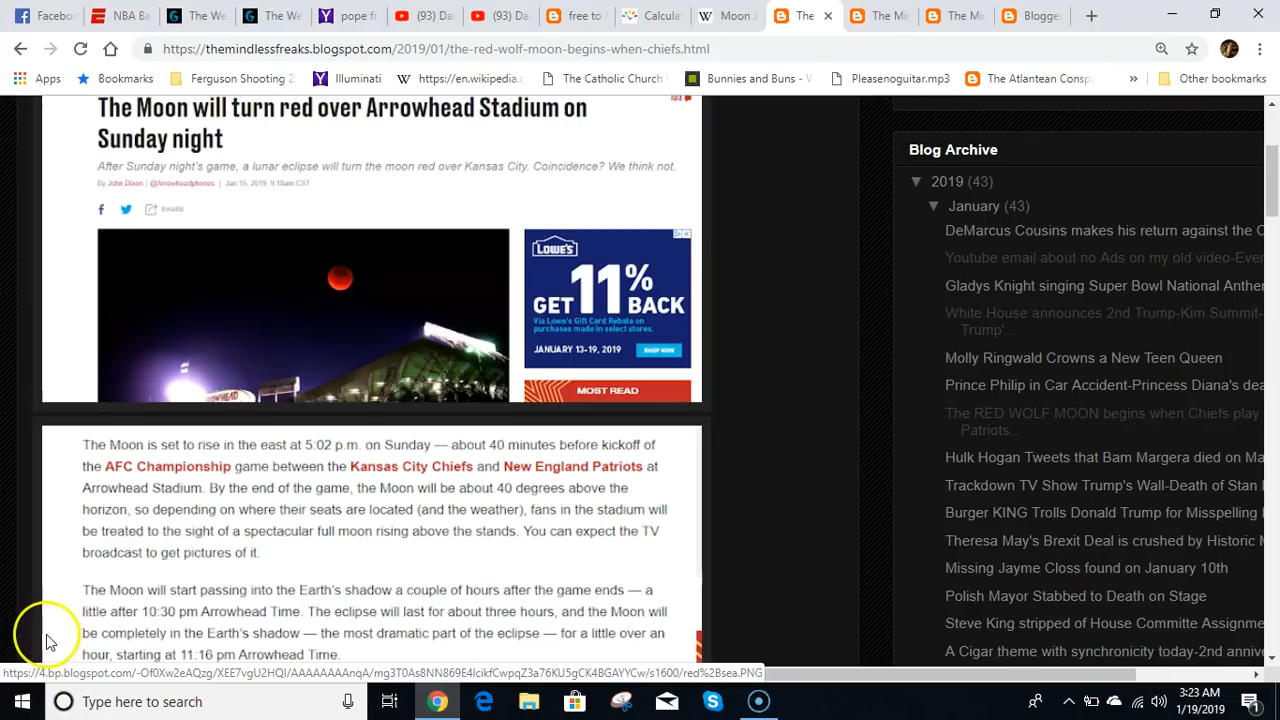 Facebo
NBA Ba
The We
The We
pope fr
(93) Da
(93) Da
free to
Calcula
Moon
The
The Mi
The Mi
Blogge
https://themindlessfreaks.blogspot.com/2019/01/the-red-wolf-moon-begins-when-chiefs.html
Apps
Bookmarks
Ferguson Shooting 2
Illuminati
https://en.wikipedia.c
The Catholic Church
Bunnies and Buns - W
Pleasenoguitar.mp3
The Atlantean Consp
»
Other bookmarks
The Moon will turn red over Arrowhead Stadium on
Sunday night
After Sunday night's game, a lunar eclipse will turn the moon red over Kansas City. Coincidence? We think not.
By John Dixon | @Arrowheadphones | Jan 15, 2019, 9:18am CST
SHARE
LOWE'S
GET 11%
BACK
Via Lowe's Gift Card Rebate on
purchases made in select stores.
JANUARY 13-19, 2019
SHOP NOW
MOST READ
The Moon is set to rise in the east at 5:02 p.m. on Sunday — about 40 minutes before kickoff of
the AFC Championship game between the Kansas City Chiefs and New England Patriots at
Arrowhead Stadium. By the end of the game, the Moon will be about 40 degrees above the
horizon, so depending on where their seats are located (and the weather), fans in the stadium will
be treated to the sight of a spectacular full moon rising above the stands. You can expect the TV
broadcast to get pictures of it.
The Moon will start passing into the Earth's shadow a couple of hours after the game ends — a
little after 10:30 pm Arrowhead Time. The eclipse will last for about three hours, and the Moon will
be completely in the Earth's shadow — the most dramatic part of the eclipse — for a little over an
hour, starting at 11:16 pm Arrowhead Time.
Blog Archive
▼ 2019 (43)
▼ January (43)
DeMarcus Cousins makes his return against the C
Youtube email about no Ads on my old video-Ever
Gladys Knight singing Super Bowl National Anthe
White House announces 2nd Trump-Kim Summit-
Trump'...
Molly Ringwald Crowns a New Teen Queen
Prince Philip in Car Accident-Princess Diana's dea
The RED WOLF MOON begins when Chiefs play
Patriots...
Hulk Hogan Tweets that Bam Margera died on Ma
Trackdown TV Show Trump's Wall-Death of Stan L
Burger KING Trolls Donald Trump for Misspelling
Theresa May's Brexit Deal is crushed by Historic M
Missing Jayme Closs found on January 10th
Polish Mayor Stabbed to Death on Stage
Steve King stripped of House Committe Assignme
A Cigar theme with synchronicity today-2nd annive
Type here to search
3:23 AM
1/19/2019